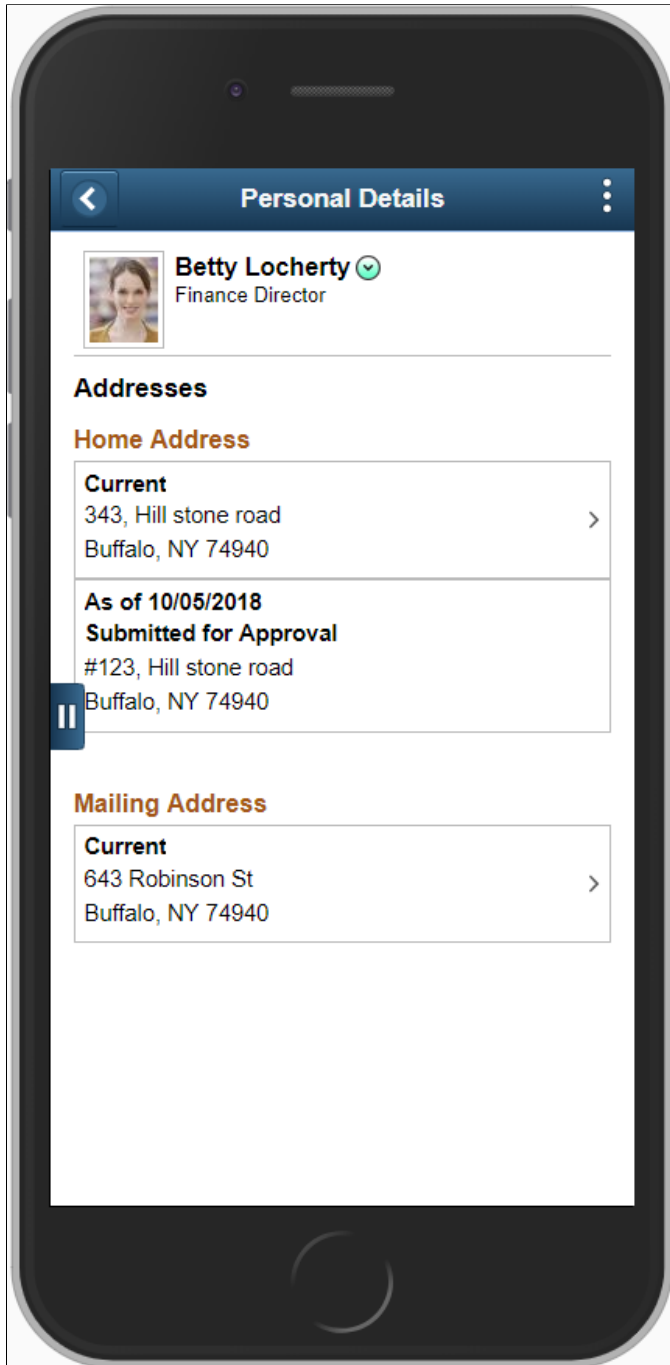 Personal Details
Betty Locherty
Finance Director
Addresses
Home Address
Current
343, Hill stone road
Buffalo, NY 74940
As of 10/05/2018
Submitted for Approval
#123, Hill stone road
Buffalo, NY 74940
Mailing Address
Current
643 Robinson St
Buffalo, NY 74940